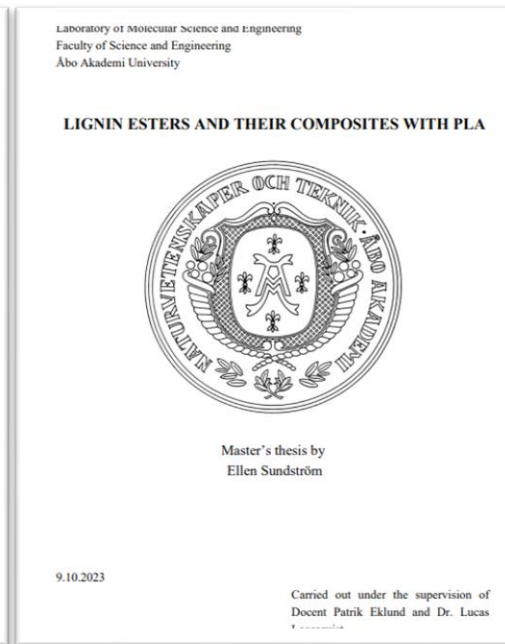 Laboratory of Molecular Science and Engineering
Faculty of Science and Engineering
Åbo Akademi University
LIGNIN ESTERS AND THEIR COMPOSITES WITH PLA
NATURVETENSKAPER OCH TEKNIK · ÅBO AKADEMI
Master's thesis by
Ellen Sundström
9.10.2023
Carried out under the supervision of
Docent Patrik Eklund and Dr. Lucas